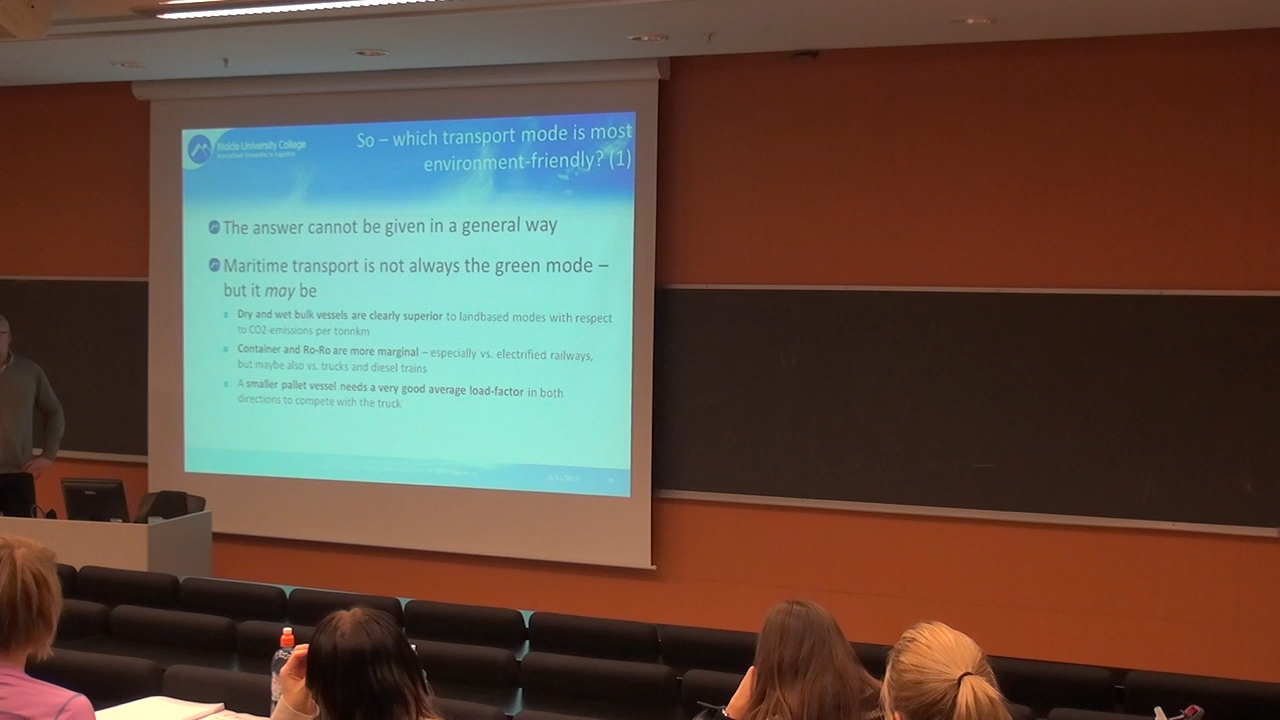 Molde University College
So – which transport mode is most
environment-friendly? (1)
The answer cannot be given in a general way
Maritime transport is not always the green mode –
but it may be
Dry and wet bulk vessels are clearly superior to landbased modes with respect
to CO2-emissions per tonnkm
Container and Ro-Ro are more marginal – especially vs. electrified railways,
but maybe also vs. trucks and diesel trains
A smaller pallet vessel needs a very good average load-factor in both
directions to compete with the truck